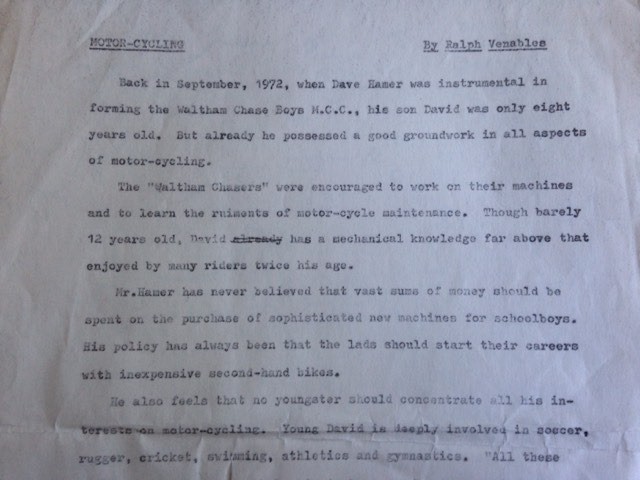 MOTOR-CYCLING By Ralph Venables
Back in September, 1972, when Dave Hamer was instrumental in
forming the Waltham Chase Boys M.C.C., his son David was only eight
years old. But already he possessed a good groundwork in all aspects
of motor-cycling.
The "Waltham Chasers" were encouraged to work on their machines
and to learn the ruiments of motor-cycle maintenance. Though barely
12 years old, David already has a mechanical knowledge far above that
enjoyed by many riders twice his age.
Mr.Hamer has never believed that vast sums of money should be
spent on the purchase of sophisticated new machines for schoolboys.
His policy has always been that the lads should start their careers
with inexpensive second-hand bikes.
He also feels that no youngster should concentrate all his in-
terests on motor-cycling. Young David is deeply involved in soccer,
rugger, cricket, swimming, athletics and gymnastics. "All these